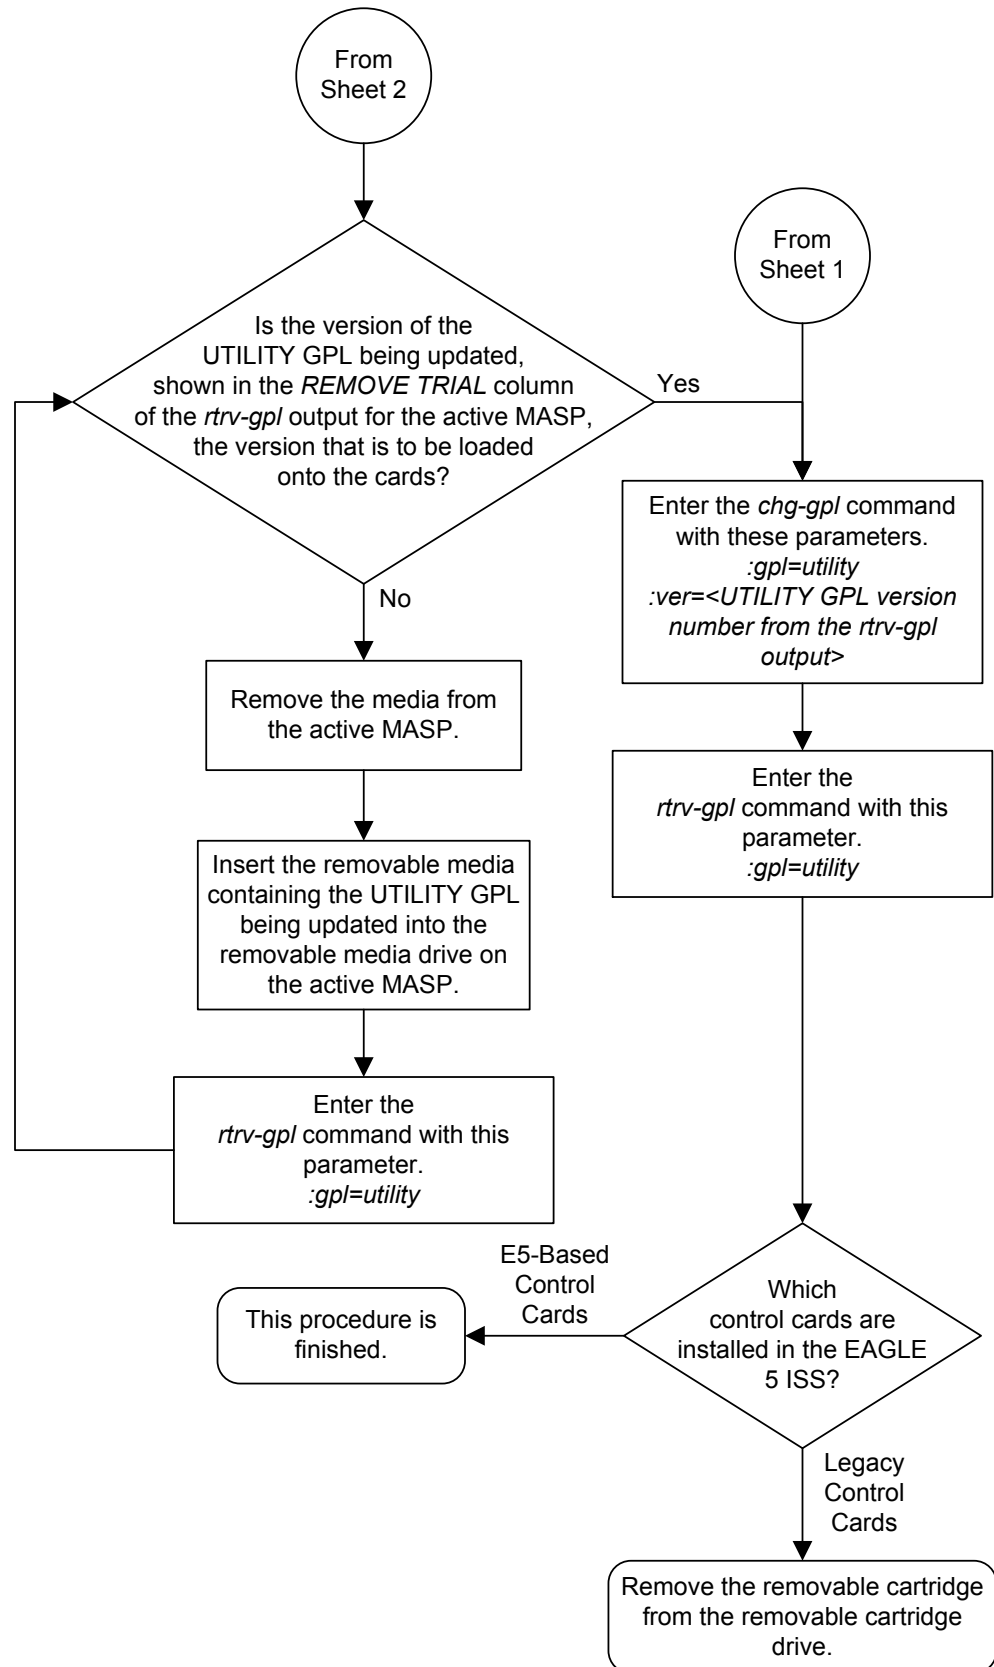 From
Sheet 2
From
Sheet 1
Is the version of the
UTILITY GPL being updated,
shown in the REMOVE TRIAL column
of the rtrv-gpl output for the active MASP,
the version that is to be loaded
onto the cards?
Yes
No
Enter the chg-gpl command
with these parameters.
:gpl=utility
:ver=<UTILITY GPL version
number from the rtrv-gpl
output>
Remove the media from
the active MASP.
Enter the
rtrv-gpl command with this
parameter.
:gpl=utility
Insert the removable media
containing the UTILITY GPL
being updated into the
removable media drive on
the active MASP.
Enter the
rtrv-gpl command with this
parameter.
:gpl=utility
E5-Based
Control
Cards
This procedure is
finished.
Which
control cards are
installed in the EAGLE
5 ISS?
Legacy
Control
Cards
Remove the removable cartridge
from the removable cartridge
drive.